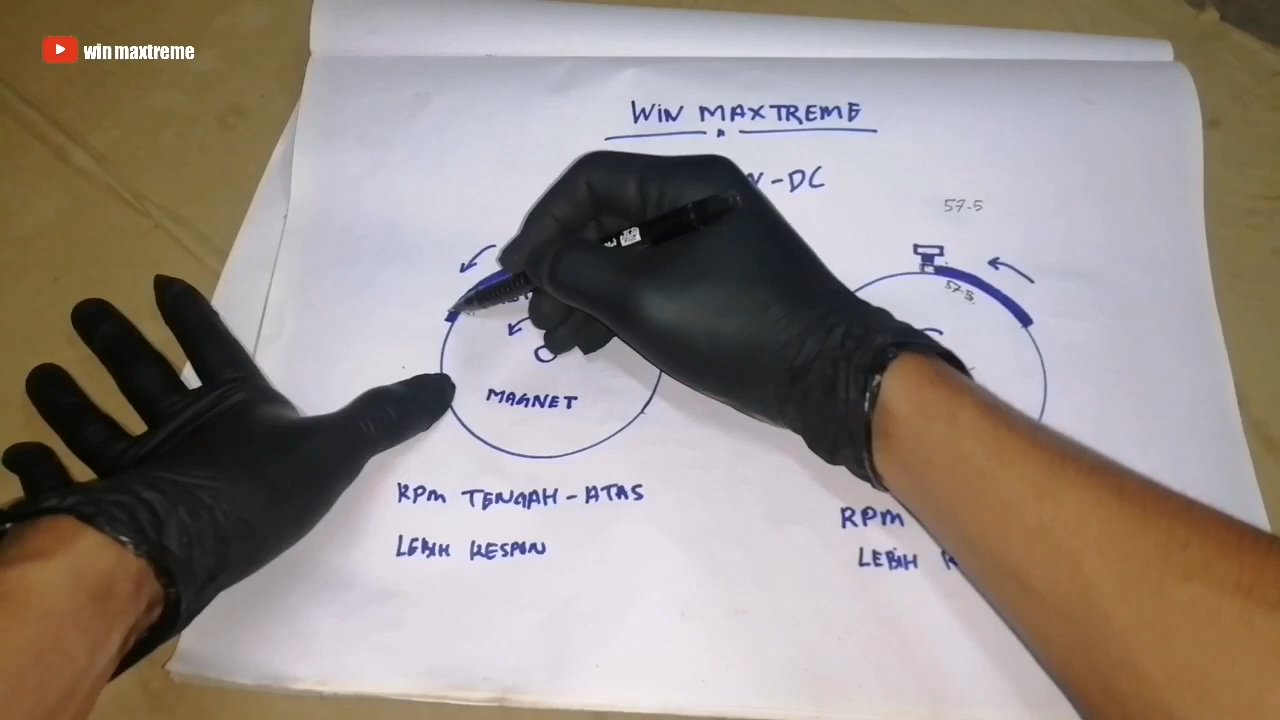 win maxtreme
WIN MAXTREME
-DC
57.5
57.5
MAGNET
RPM TENGAH - ATAS
LEBIH RESPON
RPM
LEBIH